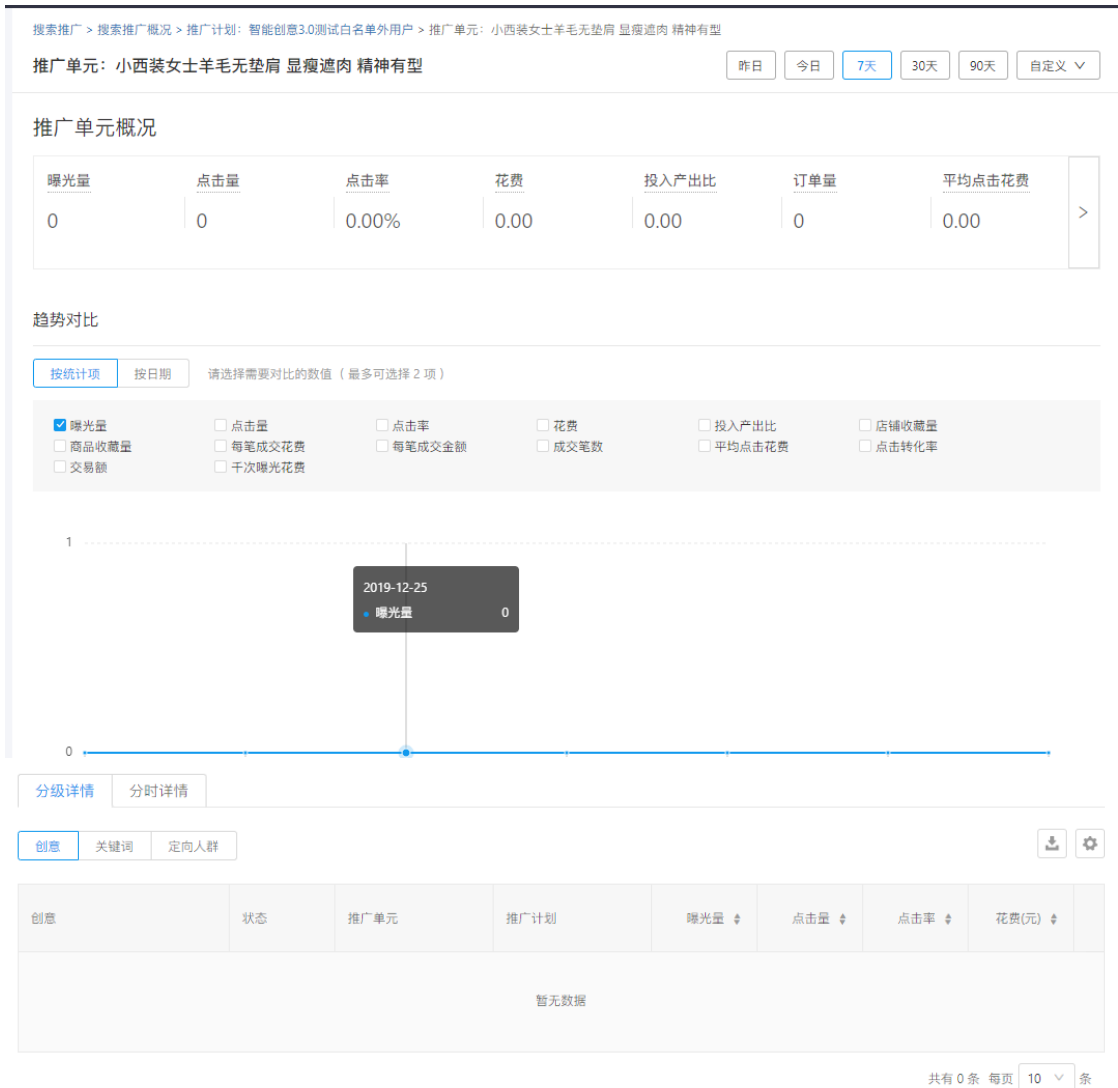 搜索推广 > 搜索推广概况 > 推广计划：智能创意3.0测试白名单外用户 > 推广单元：小西装女士羊毛无垫肩 显瘦遮肉 精神有型
推广单元：小西装女士羊毛无垫肩 显瘦遮肉 精神有型 昨日 今日 7天 30天 90天 自定义
推广单元概况
曝光量 点击量 点击率 花费 投入产出比 订单量 平均点击花费
0 0 0.00% 0.00 0.00 0 0.00 >
趋势对比
按统计项 按日期 请选择需要对比的数值（最多可选择 2 项）
曝光量 点击量 点击率 花费 投入产出比 店铺收藏量
商品收藏量 每笔成交花费 每笔成交金额 成交笔数 平均点击花费 点击转化率
交易额 千次曝光花费
1
2019-12-25
曝光量 0
0
分级详情 分时详情
创意 关键词 定向人群
创意 状态 推广单元 推广计划 曝光量 点击量 点击率 花费(元)
暂无数据
共有 0 条 每页 10 条